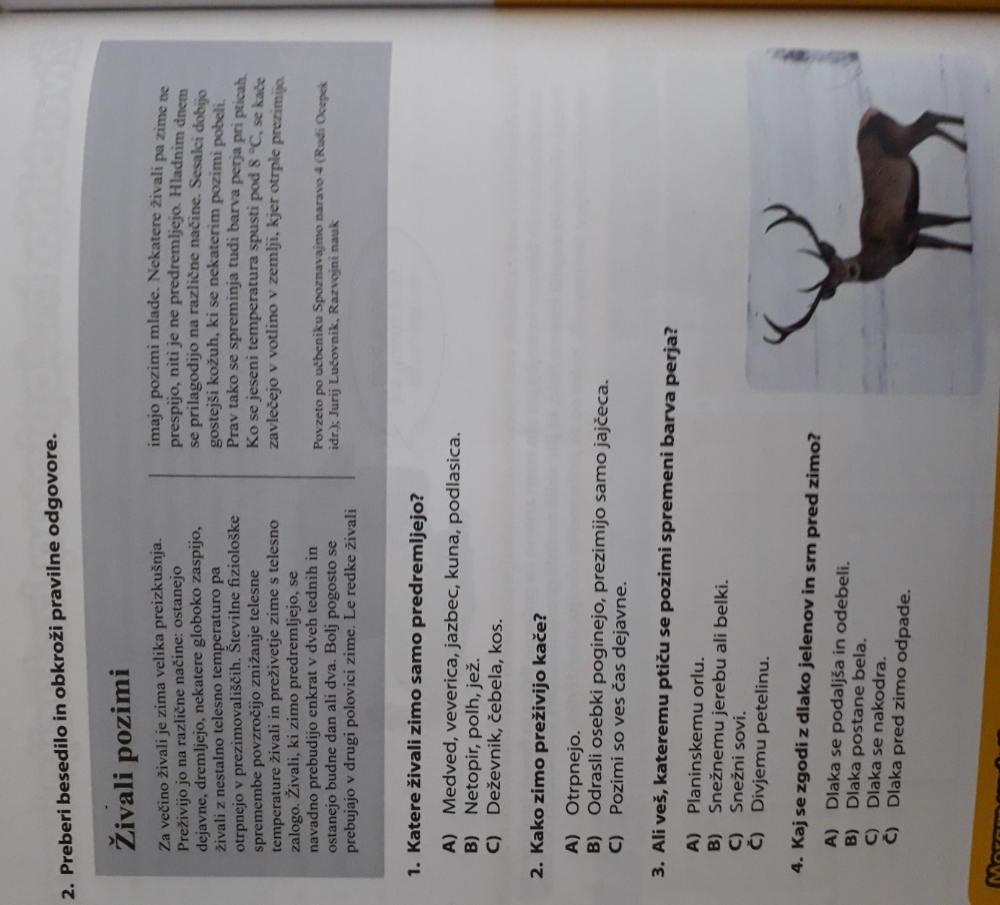 2. Preberi besedilo in obkroži pravilne odgovore.
Živali pozimi
Za večino živali je zima velika preizkušnja.
Preživijo jo na različne načine: ostanejo
dejavne, dremljejo, nekatere globoko zaspijo,
živali z nestalno telesno temperaturo pa
otrpnejo v prezimovališčih. Številne fiziološke
spremembe povzročijo znižanje telesne
temperature živali in preživetje zime s telesno
zalogo. Živali, ki zimo predremljejo, se
navadno prebudijo enkrat v dveh tednih in
ostanejo budne dan ali dva. Bolj pogosto se
prebujajo v drugi polovici zime. Le redke živali
imajo pozimi mlade. Nekatere živali pa zime ne
prespijo, niti je ne predremljejo. Hladnim dnem
se prilagodijo na različne načine. Sesalci dobijo
gostejši kožuh, ki se nekaterim pozimi pobeli.
Prav tako se spreminja tudi barva perja pri pticah.
Ko se jeseni temperatura spusti pod 8 °C, se kače
zavlečejo v votlino v zemlji, kjer otrple prezimijo.
Povzeto po učbeniku Spoznavajmo naravo 4 (Rudi Ocepek
idr.); Jurij Lučovnik, Razvojni nauk
1. Katere živali zimo samo predremljejo?
A) Medved, veverica, jazbec, kuna, podlasica.
B) Netopir, polh, jež.
C) Deževnik, čebela, kos.
2. Kako zimo preživijo kače?
A) Otrpnejo.
B) Odrasli osebki poginejo, prezimijo samo jajčeca.
C) Pozimi so ves čas dejavne.
3. Ali veš, kateremu ptiču se pozimi spremeni barva perja?
A) Planinskemu orlu.
B) Snežnemu jerebu ali belki.
C) Snežni sovi.
Č) Divjemu petelinu.
4. Kaj se zgodi z dlako jelenov in srn pred zimo?
A) Dlaka se podaljša in odebeli.
B) Dlaka postane bela.
C) Dlaka se nakodra.
Č) Dlaka pred zimo odpade.